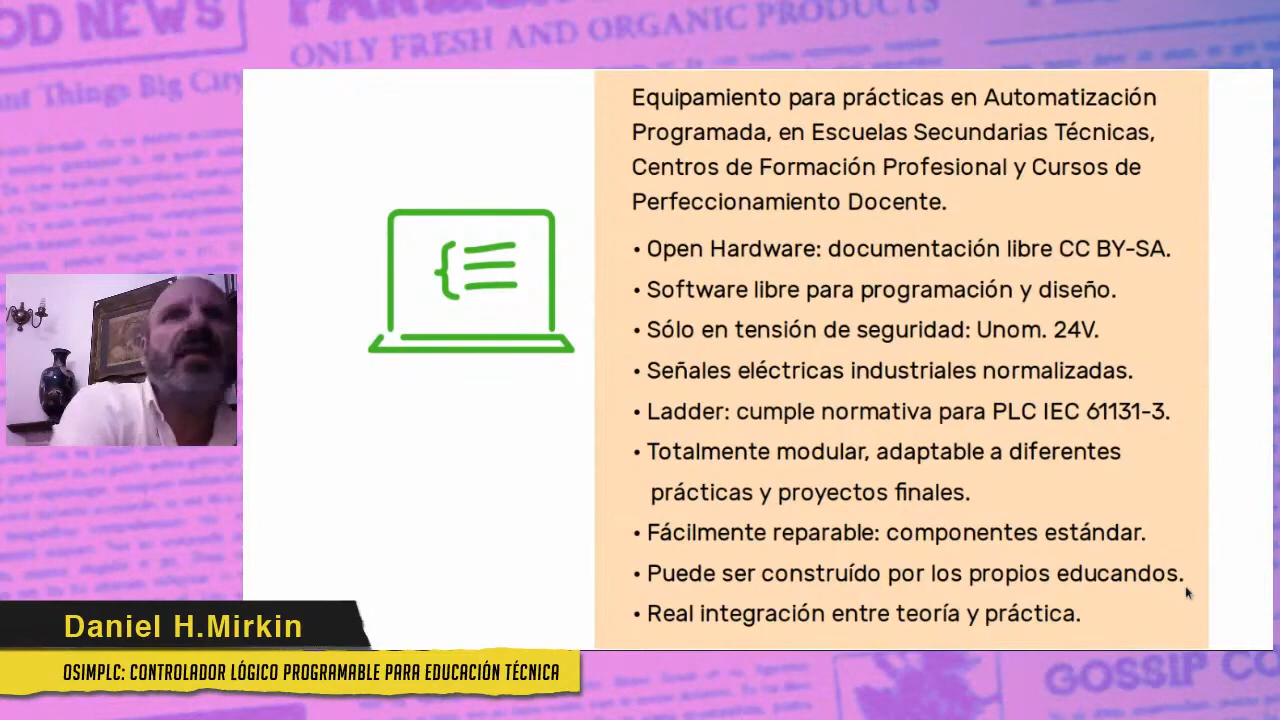 OD NEWS
ONLY FRESH AND ORGANIC PRODUCTS
Things Big City
Equipamiento para prácticas en Automatización
Programada, en Escuelas Secundarias Técnicas,
Centros de Formación Profesional y Cursos de
Perfeccionamiento Docente.
• Open Hardware: documentación libre CC BY-SA.
• Software libre para programación y diseño.
• Sólo en tensión de seguridad: Unom. 24V.
• Señales eléctricas industriales normalizadas.
• Ladder: cumple normativa para PLC IEC 61131-3.
• Totalmente modular, adaptable a diferentes
prácticas y proyectos finales.
• Fácilmente reparable: componentes estándar.
• Puede ser construído por los propios educandos.
• Real integración entre teoría y práctica.
Daniel H.Mirkin
OSIMPLC: CONTROLADOR LÓGICO PROGRAMABLE PARA EDUCACIÓN TÉCNICA
GOSSIP CO